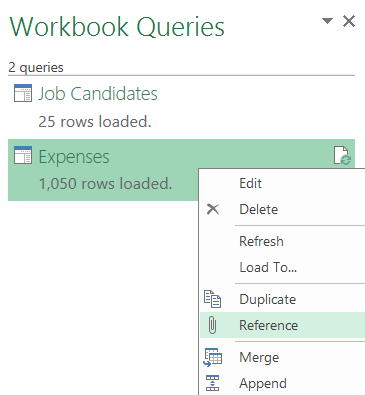 Workbook Queries
2 queries
Job Candidates
25 rows loaded.
Expenses
1,050 rows loaded.
Edit
Delete
Refresh
Load To...
Duplicate
Reference
Merge
Append